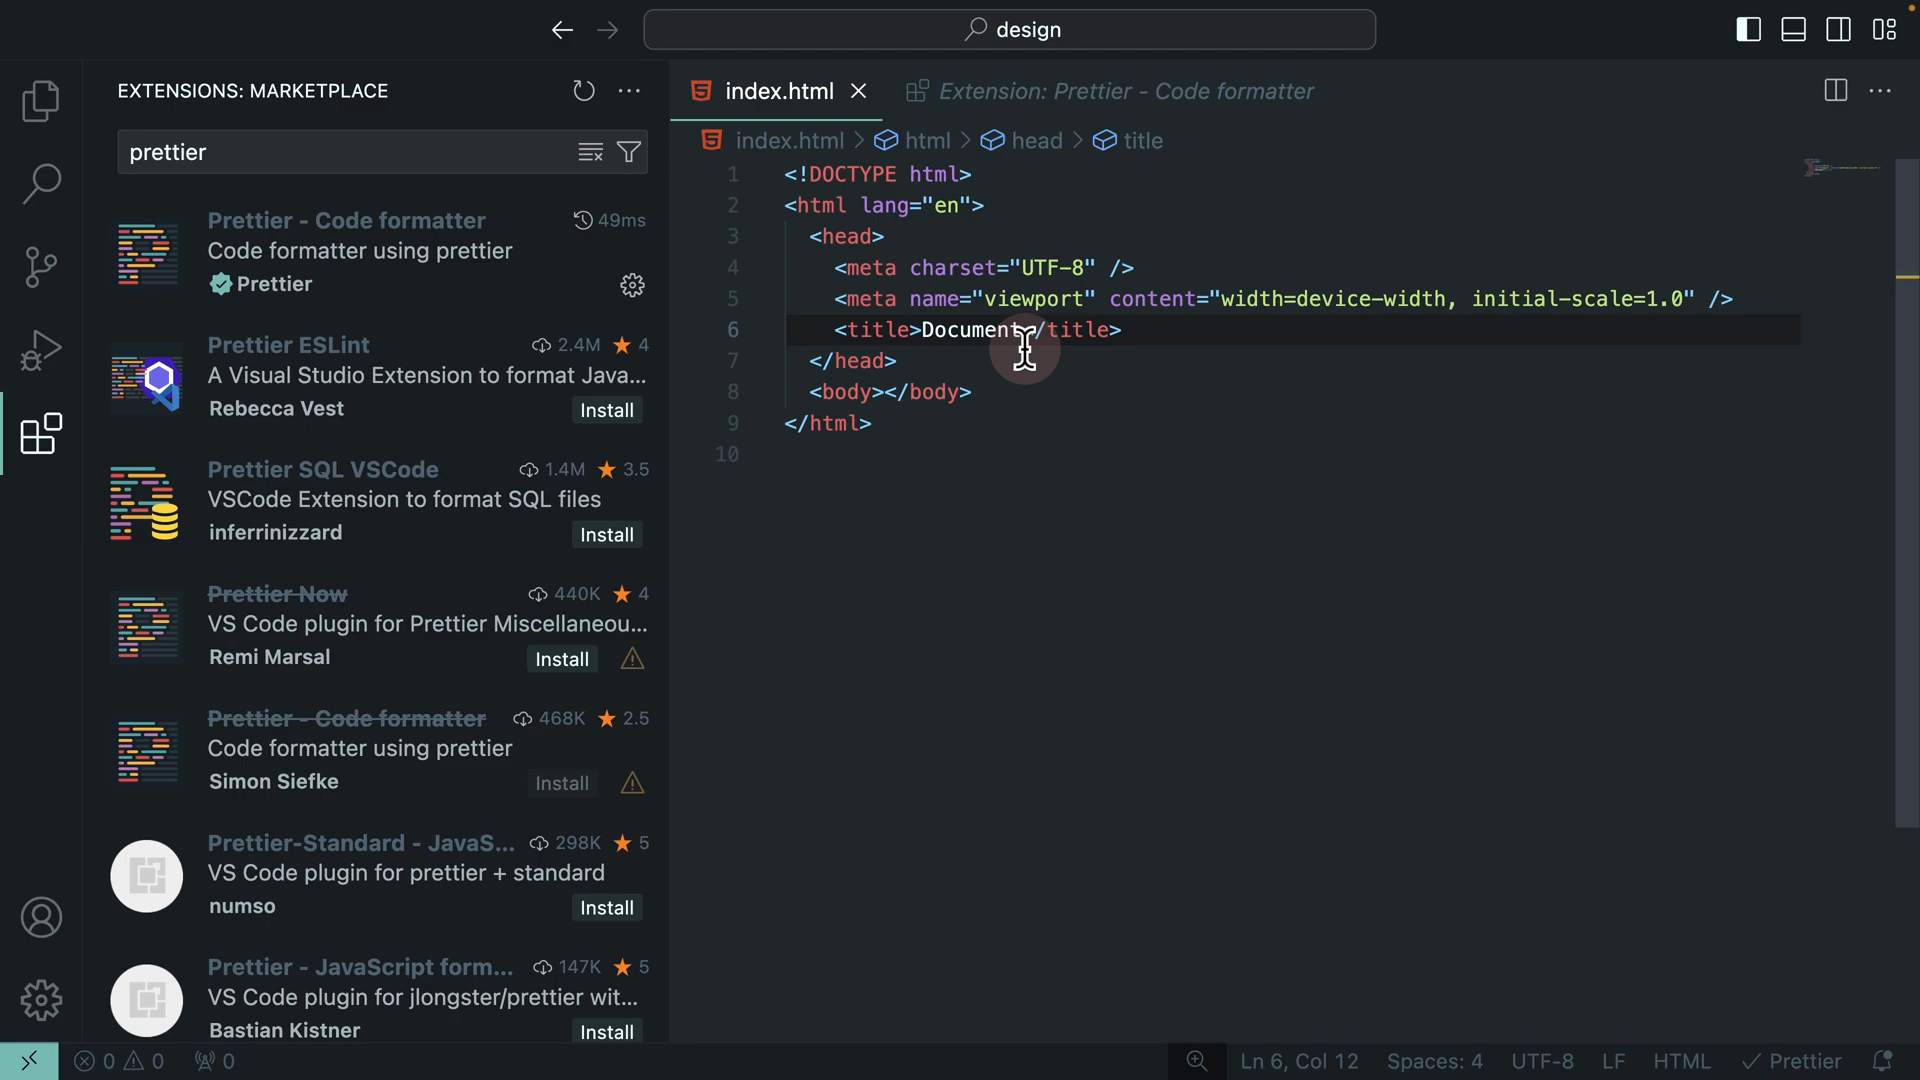 design
EXTENSIONS: MARKETPLACE
prettier
Prettier - Code formatter 49ms
Code formatter using prettier
Prettier
Prettier ESLint 2.4M 4
A Visual Studio Extension to format Java...
Rebecca Vest Install
Prettier SQL VSCode 1.4M 3.5
VSCode Extension to format SQL files
inferrinizzard Install
Prettier Now 440K 4
VS Code plugin for Prettier Miscellaneou...
Remi Marsal Install
Prettier - Code formatter 468K 2.5
Code formatter using prettier
Simon Siefke Install
Prettier-Standard - JavaS... 298K 5
VS Code plugin for prettier + standard
numso Install
Prettier - JavaScript form... 147K 5
VS Code plugin for jlongster/prettier wit...
Bastian Kistner Install
index.html Extension: Prettier - Code formatter
index.html > html > head > title
1 <!DOCTYPE html>
2 <html lang="en">
3 <head>
4 <meta charset="UTF-8" />
5 <meta name="viewport" content="width=device-width, initial-scale=1.0" />
6 <title>Document</title>
7 </head>
8 <body></body>
9 </html>
10
0 0 0 Ln 6, Col 12 Spaces: 4 UTF-8 LF HTML Prettier